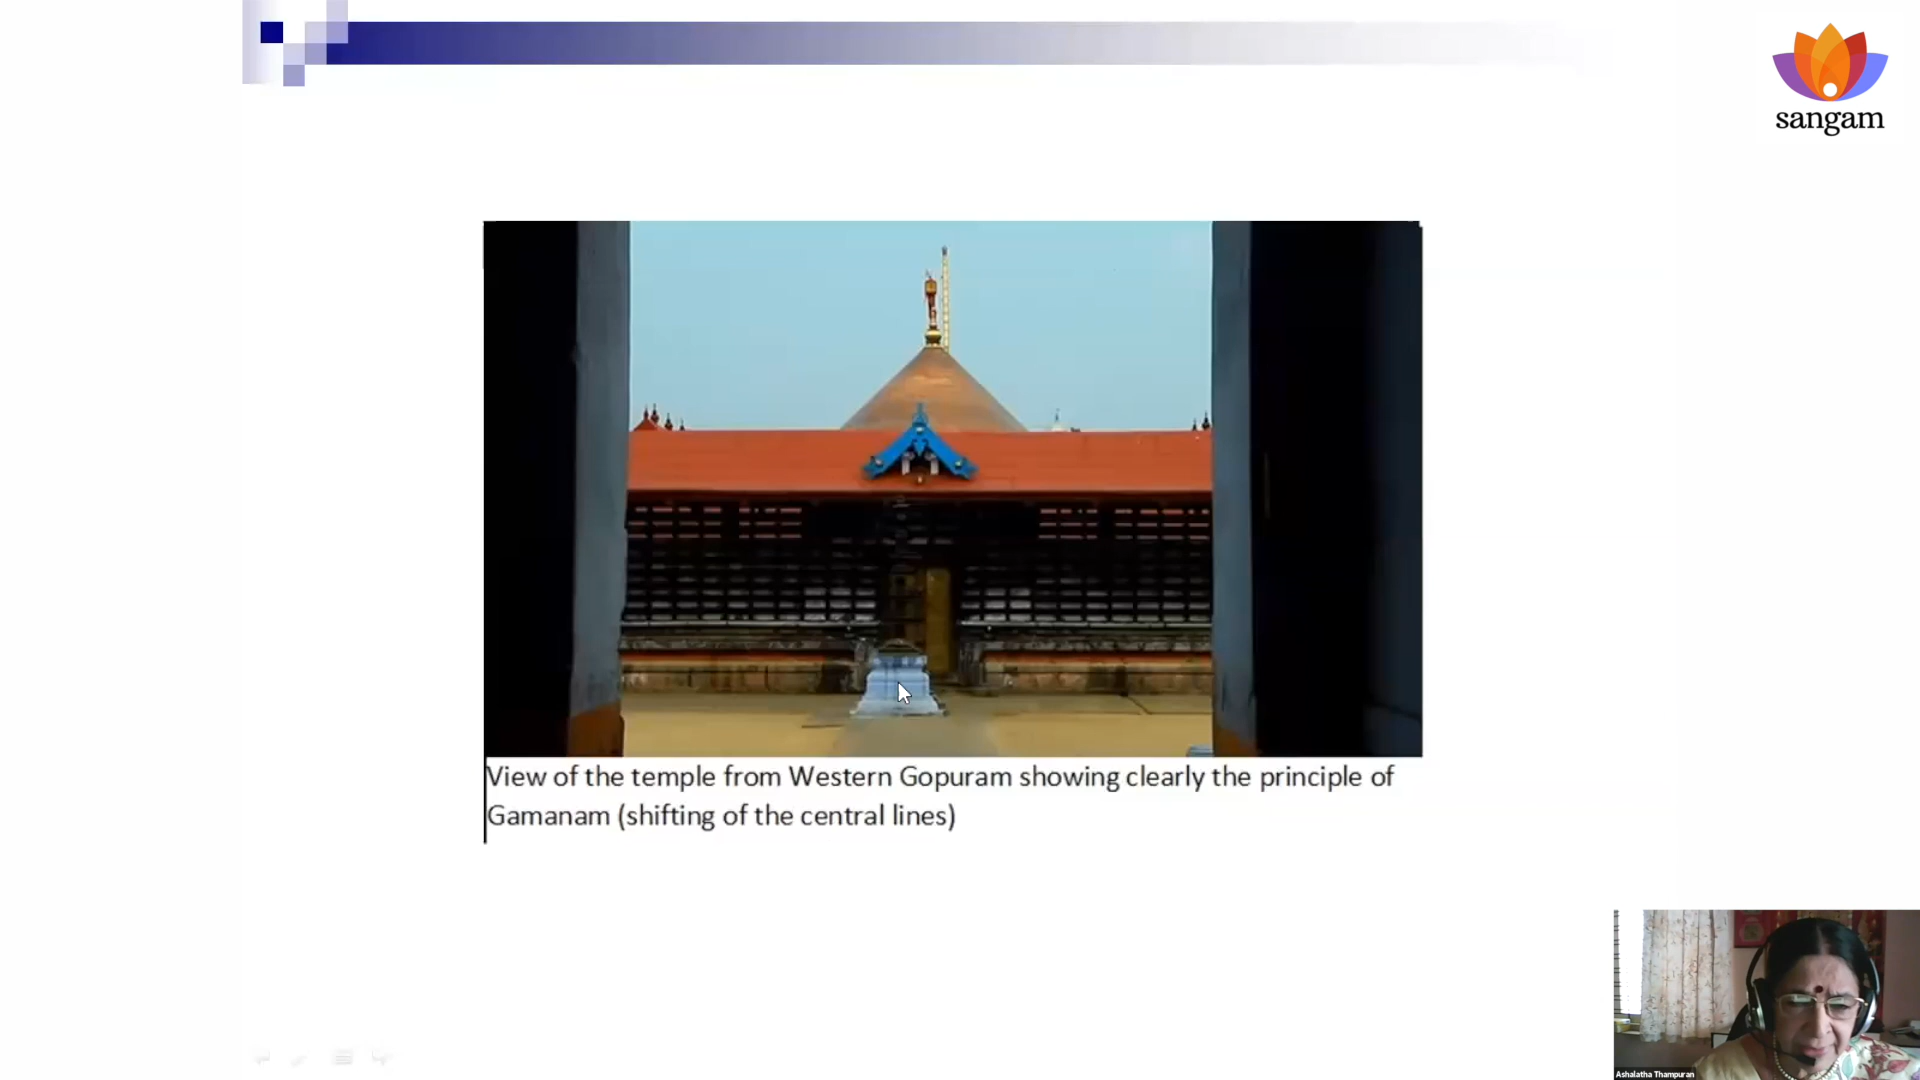 sangam
View of the temple from Western Gopuram showing clearly the principle of
Gamanam (shifting of the central lines)
Ashalatha Thampuran